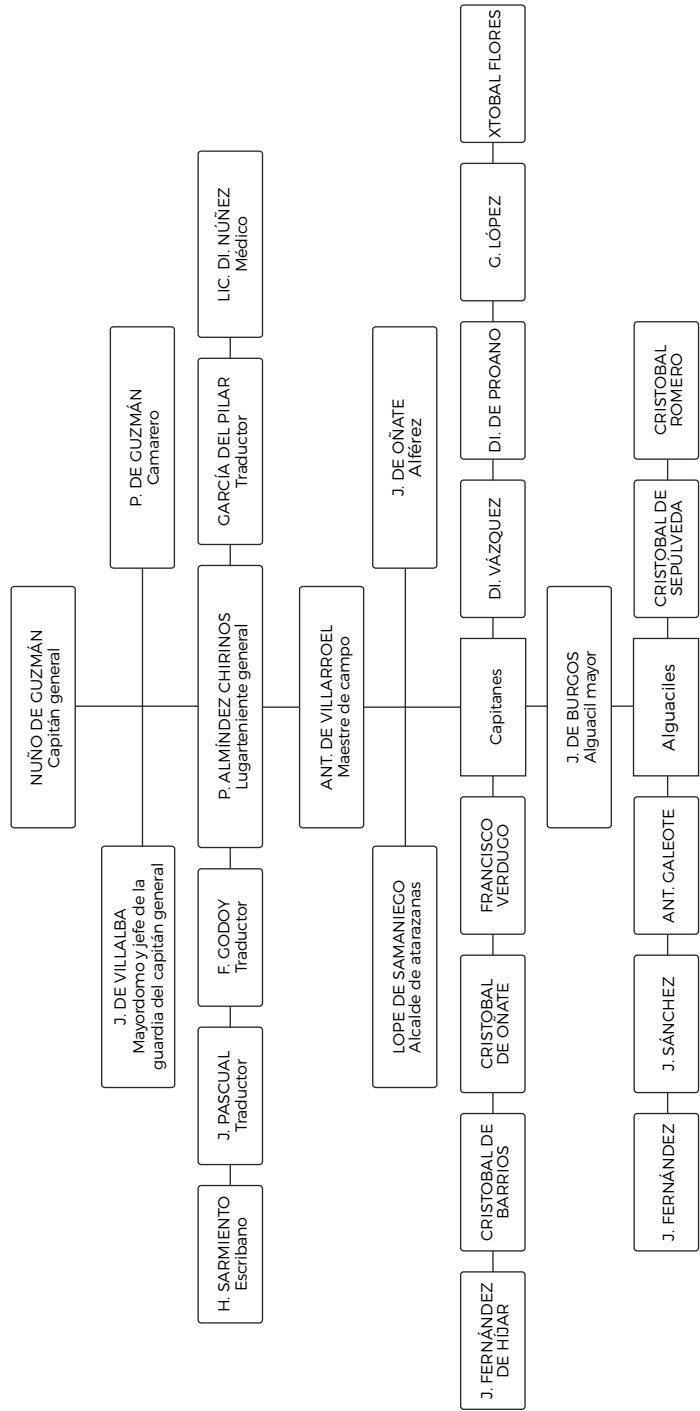 NUÑO DE GUZMÁN
Capitán general
J. DE VILLALBA
Mayordomo y jefe de la
guardia del capitán general
P. DE GUZMÁN
Camarero
H. SARMIENTO
Escribano
J. PASCUAL
Traductor
F. GODOY
Traductor
P. ALMÍNDEZ CHIRINOS
Lugarteniente general
GARCÍA DEL PILAR
Traductor
LIC. DI. NÚÑEZ
Médico
ANT. DE VILLARROEL
Maestre de campo
LOPE DE SAMANIEGO
Alcalde de atarazanas
J. DE OÑATE
Alférez
J. FERNÁNDEZ
DE HÍJAR
CRISTOBAL DE
BARRIOS
CRISTOBAL
DE OÑATE
FRANCISCO
VERDUGO
Capitanes
DI. VÁZQUEZ
DI. DE PROANO
G. LÓPEZ
XTOBAL FLORES
J. DE BURGOS
Alguacil mayor
J. FERNÁNDEZ
J. SÁNCHEZ
ANT. GALEOTE
Alguaciles
CRISTOBAL DE
SEPÚLVEDA
CRISTOBAL
ROMERO